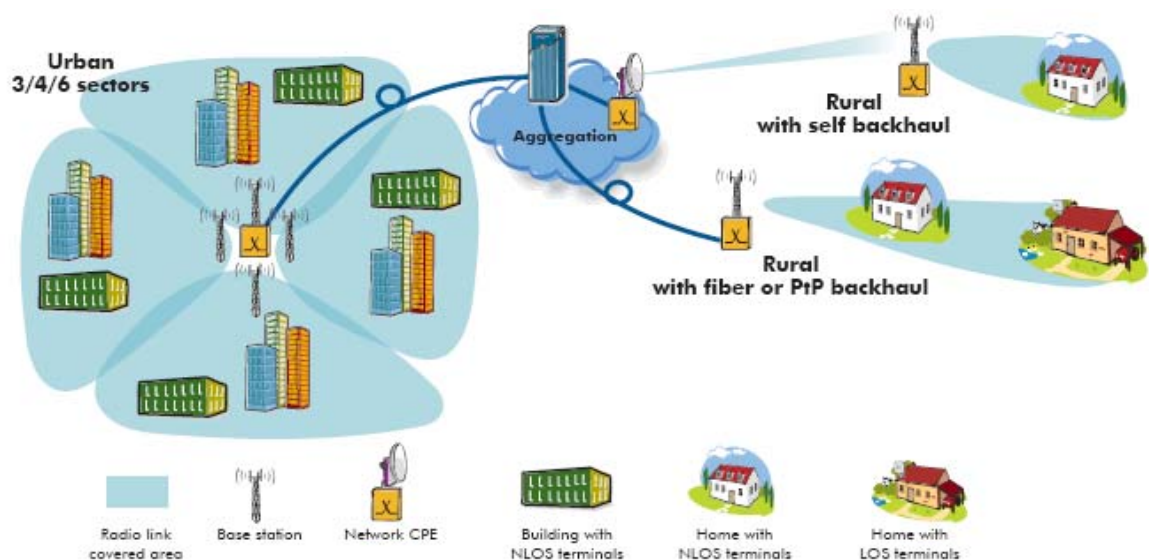 Urban
3/4/6 sectors
Aggregation
Rural
with self backhaul
Rural
with fiber or PtP backhaul
Radio link
covered area
Base station
Network CPE
Building with
NLOS terminals
Home with
NLOS terminals
Home with
LOS terminals